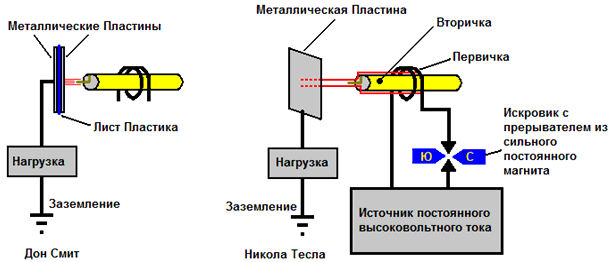 Металлические Пластины
Лист Пластика
Нагрузка
Заземление
Дон Смит
Металлическая Пластина
Вторичка
Первичка
Искровик с
прерывателем из
сильного
постоянного
магнита
Ю С
Нагрузка
Заземление
Источник постоянного
высоковольтного тока
Никола Тесла